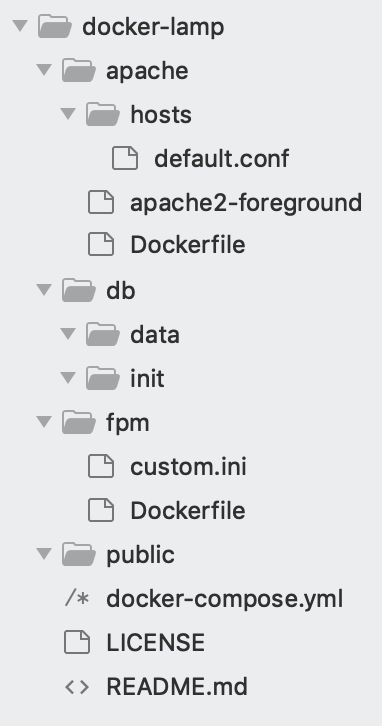 docker-lamp
apache
hosts
default.conf
apache2-foreground
Dockerfile
db
data
init
fpm
custom.ini
Dockerfile
public
/* docker-compose.yml
LICENSE
<> README.md